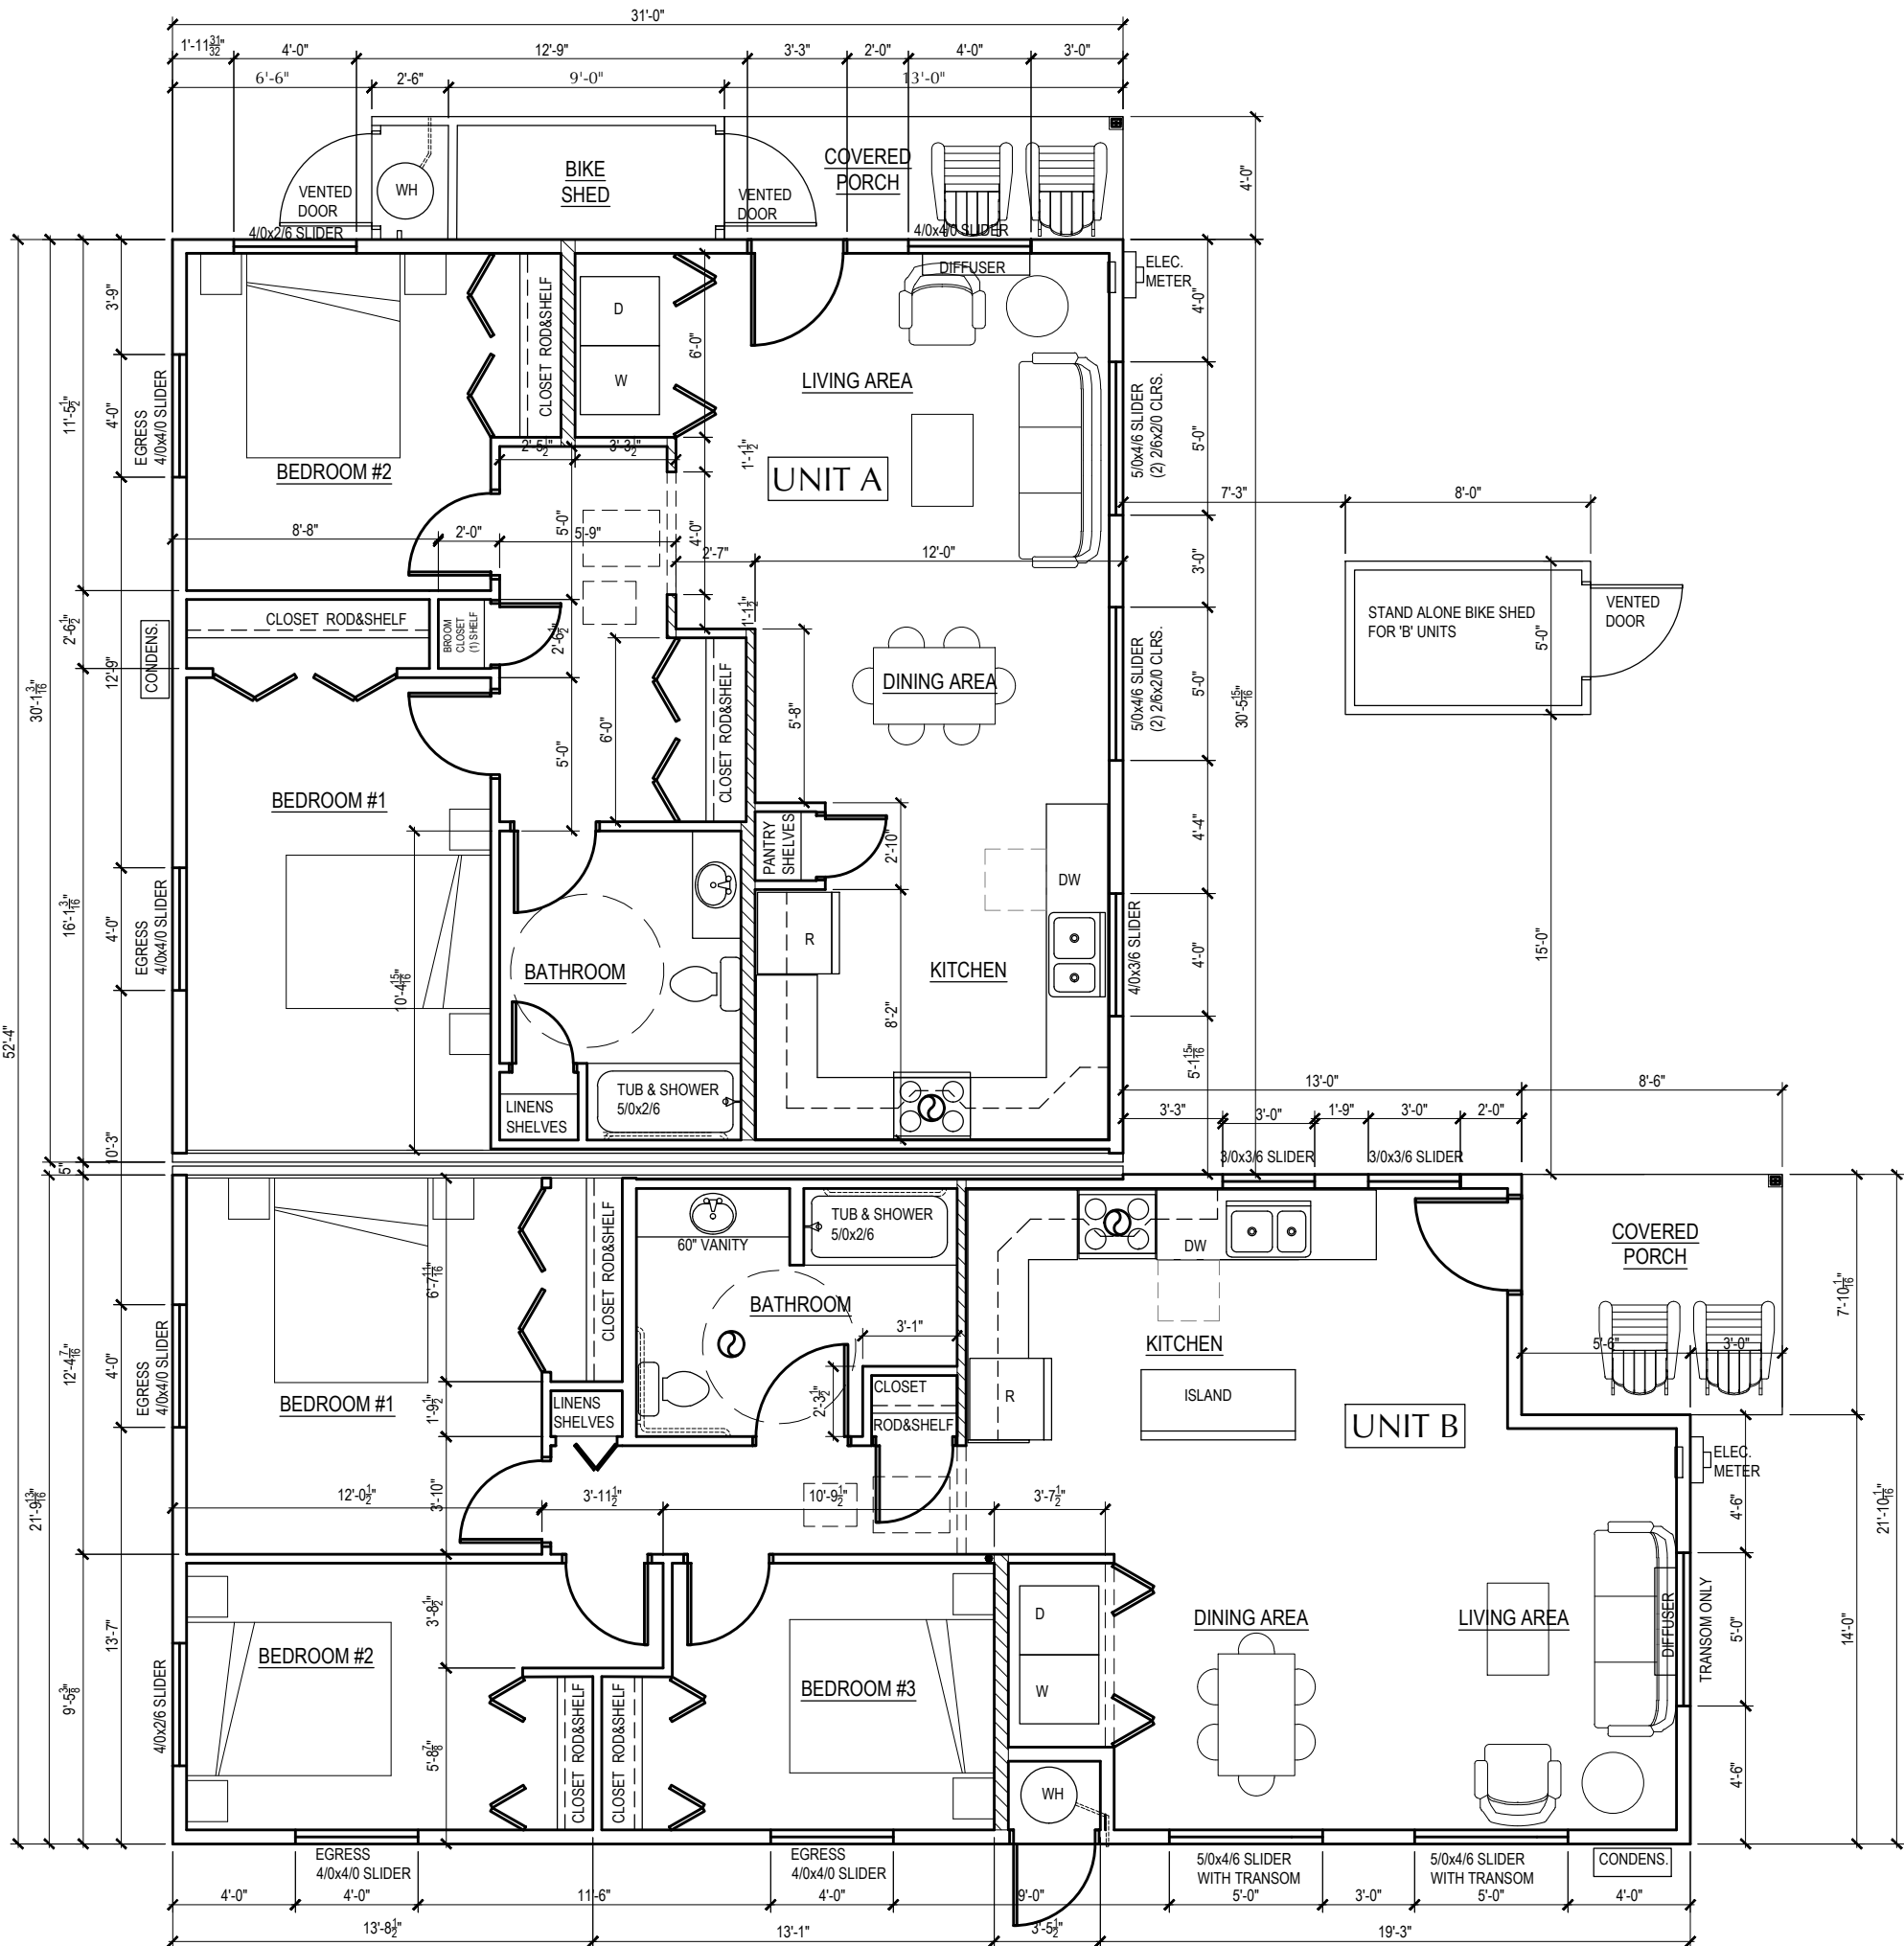 31'-0"
1'-11 31/32"
4'-0"
12'-9"
3'-3"
2'-0"
4'-0"
3'-0"
6'-6"
2'-6"
9'-0"
13'-0"
VENTED
DOOR
WH
BIKE
SHED
VENTED
DOOR
COVERED
PORCH
4'-0"
4/0x2/6 SLIDER
4/0x4/0 SLIDER
DIFFUSER
ELEC.
METER
3'-9"
4'-0"
EGRESS
4/0x4/0 SLIDER
11'-5 1/2"
CLOSET ROD&SHELF
D
W
6'-0"
LIVING AREA
4'-0"
5/0x4/6 SLIDER
(2) 2/6x2/0 CLRS.
5'-0"
BEDROOM #2
2'-5 1/2"
3'-3 1/2"
1'-1 1/2"
UNIT A
7'-3"
8'-0"
8'-8"
2'-0"
5'-0"
5'-9"
4'-0"
2'-7"
12'-0"
3'-0"
2'-6 1/2"
CONDENS.
12'-9"
CLOSET ROD&SHELF
BROOM
CLOSET
(1) SHELF
2'-6 1/2"
1'-1 1/2"
STAND ALONE BIKE SHED
FOR 'B' UNITS
5'-0"
VENTED
DOOR
30'-1 3/16"
5'-0"
6'-0"
CLOSET ROD&SHELF
5'-8"
DINING AREA
5/0x4/6 SLIDER
(2) 2/6x2/0 CLRS.
5'-0"
30'-5 15/16"
BEDROOM #1
PANTRY
SHELVES
2'-10"
DW
4'-4"
16'-1 3/16"
4'-0"
EGRESS
4/0x4/0 SLIDER
10'-4 15/16"
BATHROOM
R
KITCHEN
4/0x3/6 SLIDER
4'-0"
15'-0"
52'-4"
8'-2"
5'-1 15/16"
LINENS
SHELVES
TUB & SHOWER
5/0x2/6
13'-0"
8'-6"
3'-3"
3'-0"
1'-9"
3'-0"
2'-0"
10'-3"
5"
3/0x3/6 SLIDER
3/0x3/6 SLIDER
CLOSET ROD&SHELF
60" VANITY
TUB & SHOWER
5/0x2/6
DW
COVERED
PORCH
6'-7 11/16"
12'-4 7/16"
4'-0"
EGRESS
4/0x4/0 SLIDER
BATHROOM
3'-1"
KITCHEN
5'-6"
3'-0"
7'-10 1/16"
BEDROOM #1
1'-9 1/2"
LINENS
SHELVES
2'-3 1/2"
CLOSET
ROD&SHELF
R
ISLAND
UNIT B
ELEC.
METER
21'-9 13/16"
12'-0 1/2"
3'-10"
3'-11 1/2"
10'-9 1/2"
3'-7 1/2"
4'-6"
21'-10 1/16"
13'-7"
3'-8 1/2"
BEDROOM #2
D
W
DINING AREA
LIVING AREA
DIFFUSER
TRANSOM ONLY
5'-0"
14'-0"
9'-5 3/8"
4/0x2/6 SLIDER
5'-8 7/8"
CLOSET ROD&SHELF
CLOSET ROD&SHELF
BEDROOM #3
WH
4'-6"
EGRESS
4/0x4/0 SLIDER
EGRESS
4/0x4/0 SLIDER
5/0x4/6 SLIDER
WITH TRANSOM
5/0x4/6 SLIDER
WITH TRANSOM
CONDENS.
4'-0"
4'-0"
11'-6"
4'-0"
9'-0"
5'-0"
3'-0"
5'-0"
4'-0"
13'-8 1/2"
13'-1"
3'-5 1/2"
19'-3"